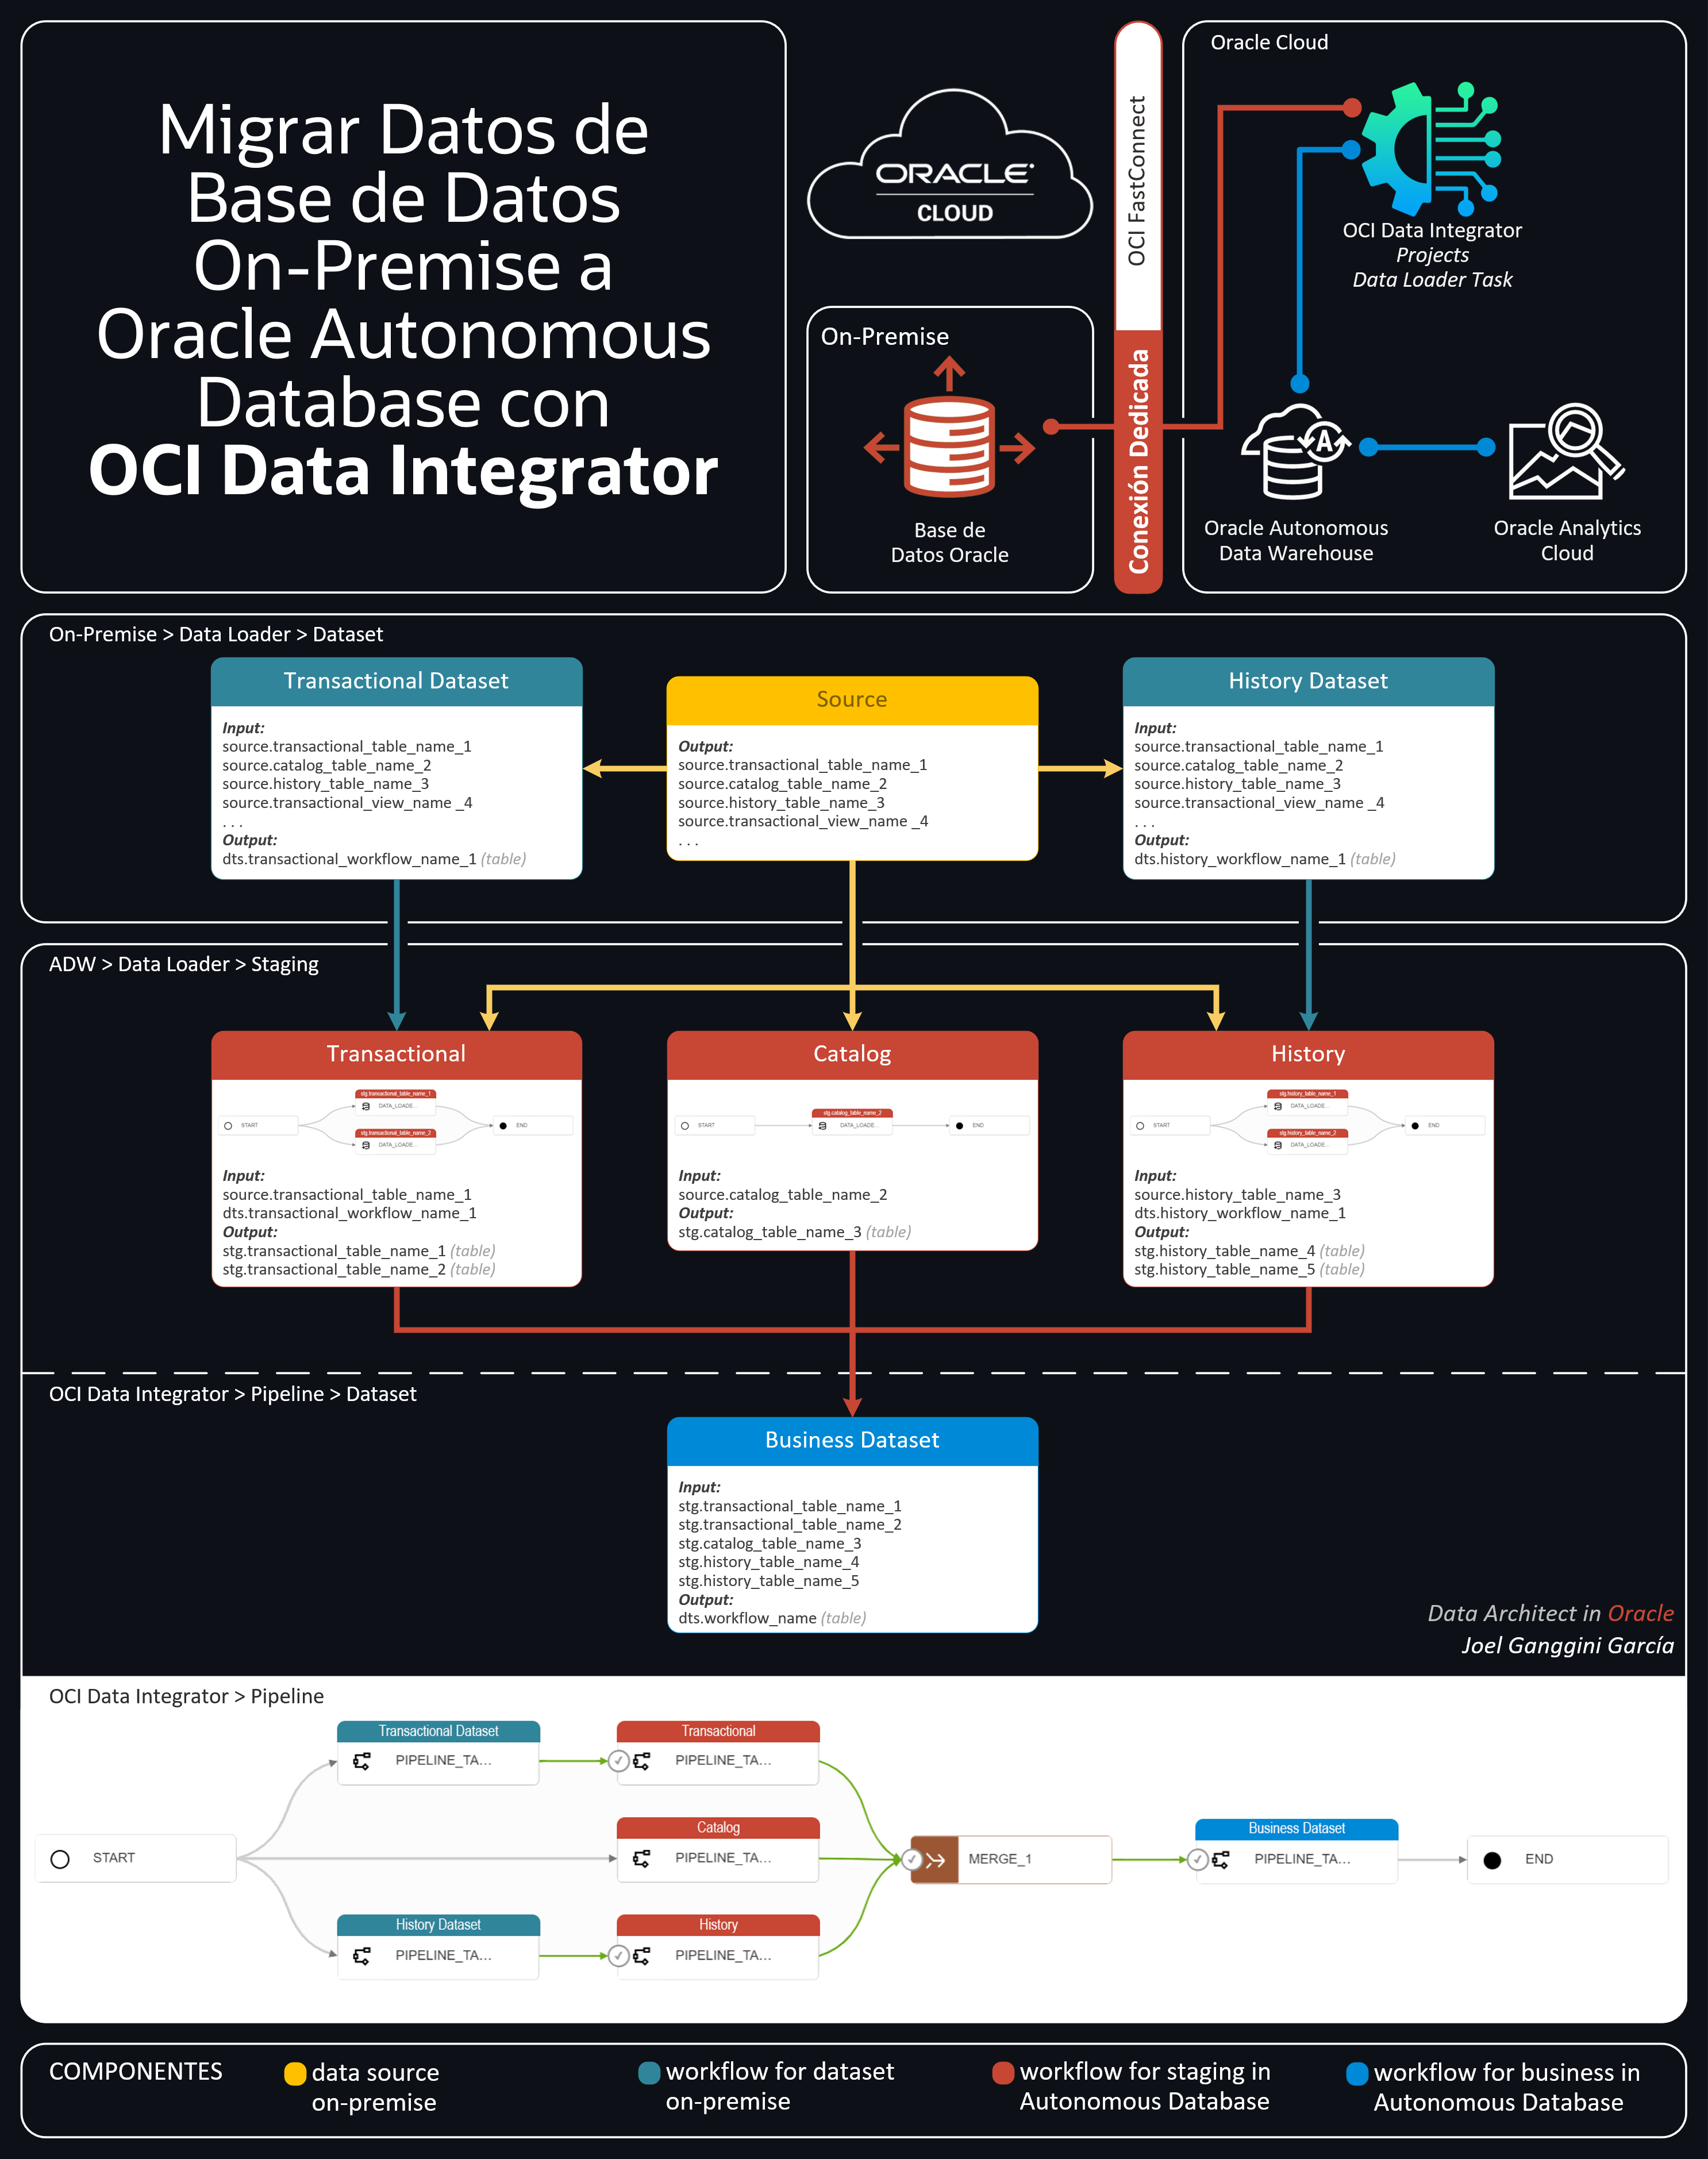 Migrar Datos de
Base de Datos
On-Premise a
Oracle Autonomous
Database con
OCI Data Integrator
ORACLE
CLOUD
On-Premise
Base de
Datos Oracle
OCI FastConnect
Conexión Dedicada
Oracle Cloud
OCI Data Integrator
Projects
Data Loader Task
A
Oracle Autonomous
Data Warehouse
Oracle Analytics
Cloud
On-Premise > Data Loader > Dataset
Transactional Dataset
Input:
source.transactional_table_name_1
source.catalog_table_name_2
source.history_table_name_3
source.transactional_view_name _4
. . .
Output:
dts.transactional_workflow_name_1 (table)
Source
Output:
source.transactional_table_name_1
source.catalog_table_name_2
source.history_table_name_3
source.transactional_view_name _4
. . .
History Dataset
Input:
source.transactional_table_name_1
source.catalog_table_name_2
source.history_table_name_3
source.transactional_view_name _4
. . .
Output:
dts.history_workflow_name_1 (table)
ADW > Data Loader > Staging
Transactional
START
stg.transactional_table_name_1
DATA_LOADE...
stg.transactional_table_name_2
DATA_LOADE...
END
Input:
source.transactional_table_name_1
dts.transactional_workflow_name_1
Output:
stg.transactional_table_name_1 (table)
stg.transactional_table_name_2 (table)
Catalog
START
stg.catalog_table_name_2
DATA_LOADE...
END
Input:
source.catalog_table_name_2
Output:
stg.catalog_table_name_3 (table)
History
START
stg.history_table_name_1
DATA_LOADE...
stg.history_table_name_2
DATA_LOADE...
END
Input:
source.history_table_name_3
dts.history_workflow_name_1
Output:
stg.history_table_name_4 (table)
stg.history_table_name_5 (table)
OCI Data Integrator > Pipeline > Dataset
Business Dataset
Input:
stg.transactional_table_name_1
stg.transactional_table_name_2
stg.catalog_table_name_3
stg.history_table_name_4
stg.history_table_name_5
Output:
dts.workflow_name (table)
Data Architect in Oracle
Joel Ganggini García
OCI Data Integrator > Pipeline
START
Transactional Dataset
PIPELINE_TA...
Transactional
PIPELINE_TA...
Catalog
PIPELINE_TA...
History Dataset
PIPELINE_TA...
History
PIPELINE_TA...
MERGE_1
Business Dataset
PIPELINE_TA...
END
COMPONENTES
data source
on-premise
workflow for dataset
on-premise
workflow for staging in
Autonomous Database
workflow for business in
Autonomous Database